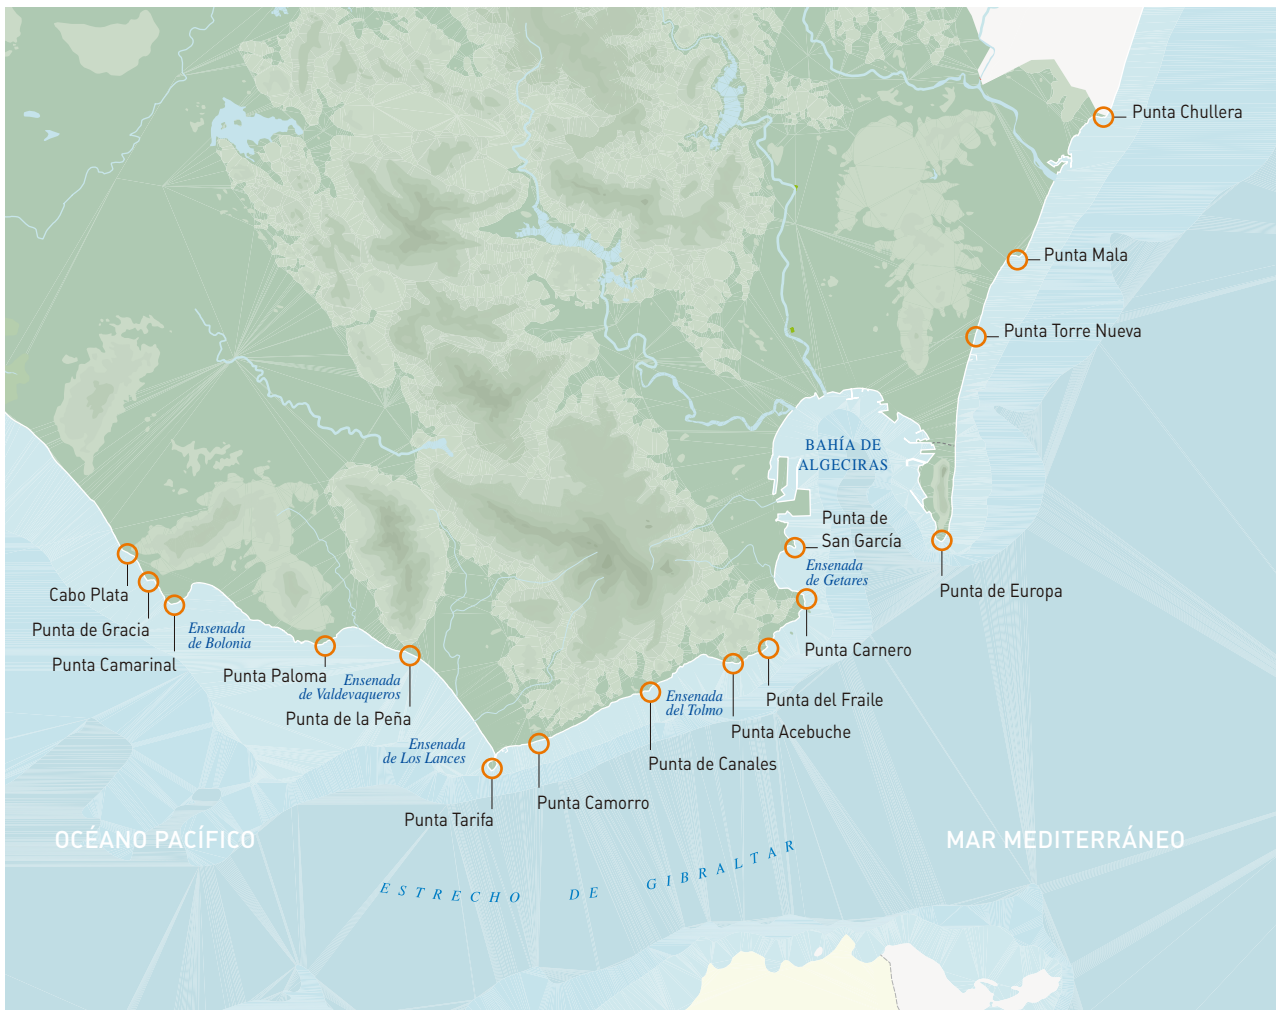 Punta Chullera
Punta Mala
Punta Torre Nueva
BAHÍA DE
ALGECIRAS
Punta de
San García
Ensenada
de Getares
Punta de Europa
Cabo Plata
Punta de Gracia
Punta Camarinal
Ensenada
de Bolonia
Punta Paloma
Ensenada
de Valdevaqueros
Punta de la Peña
Ensenada
de Los Lances
Punta Tarifa
Punta Camorro
Punta Carnero
Punta del Fraile
Ensenada
del Tolmo
Punta Acebuche
Punta de Canales
OCÉANO PACÍFICO
MAR MEDITERRÁNEO
ESTRECHO DE GIBRALTAR